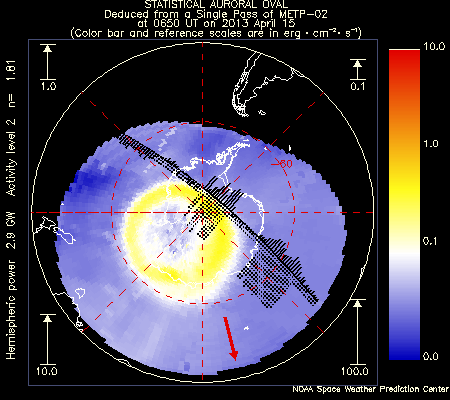 STATISTICAL AURORAL OVAL
Deduced from a Single Pass of METP-02
at 0650 UT on 2013 April 15
(Color bar and reference scales are in erg · cm⁻² · s⁻¹)
1.0
0.1
10.0
1.0
0.1
0.0
-60
Hemispheric power 2.9 GW Activity level 2 n= 1.81
10.0
100.0
NOAA Space Weather Prediction Center